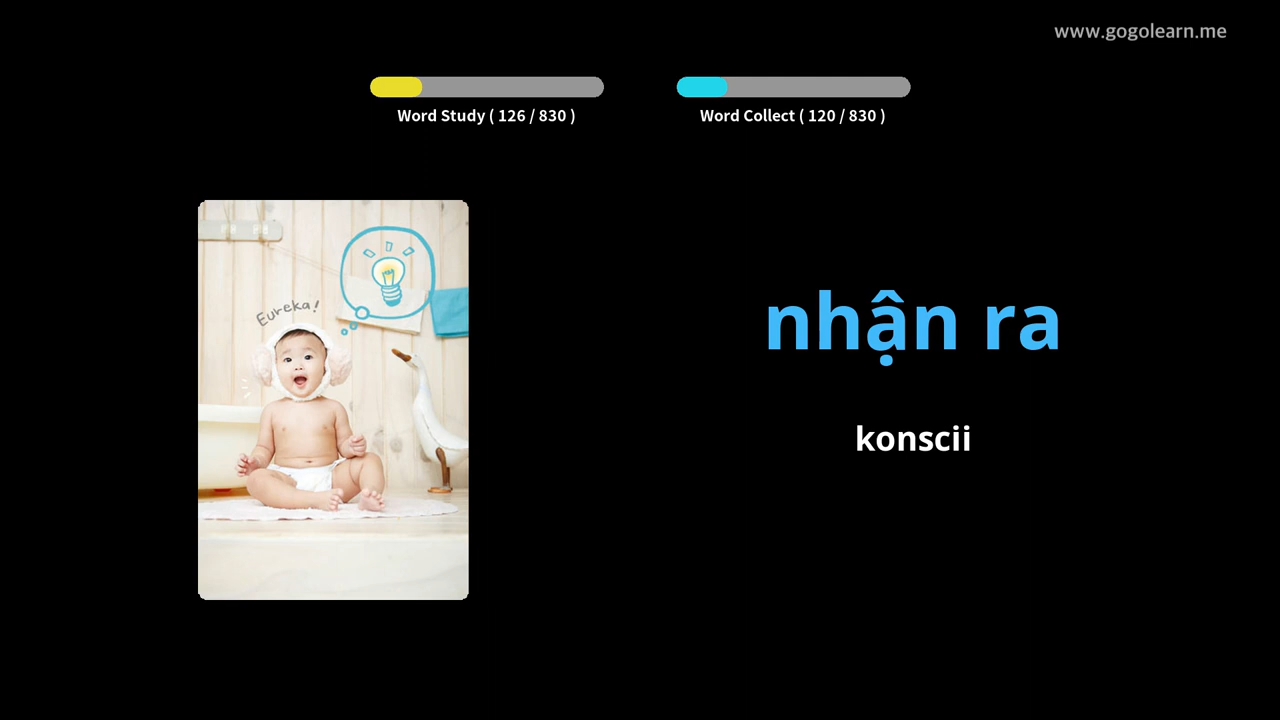 www.gogolearn.me
Word Study ( 126 / 830 )
Word Collect ( 120 / 830 )
Eureka!
nhận ra
konscii